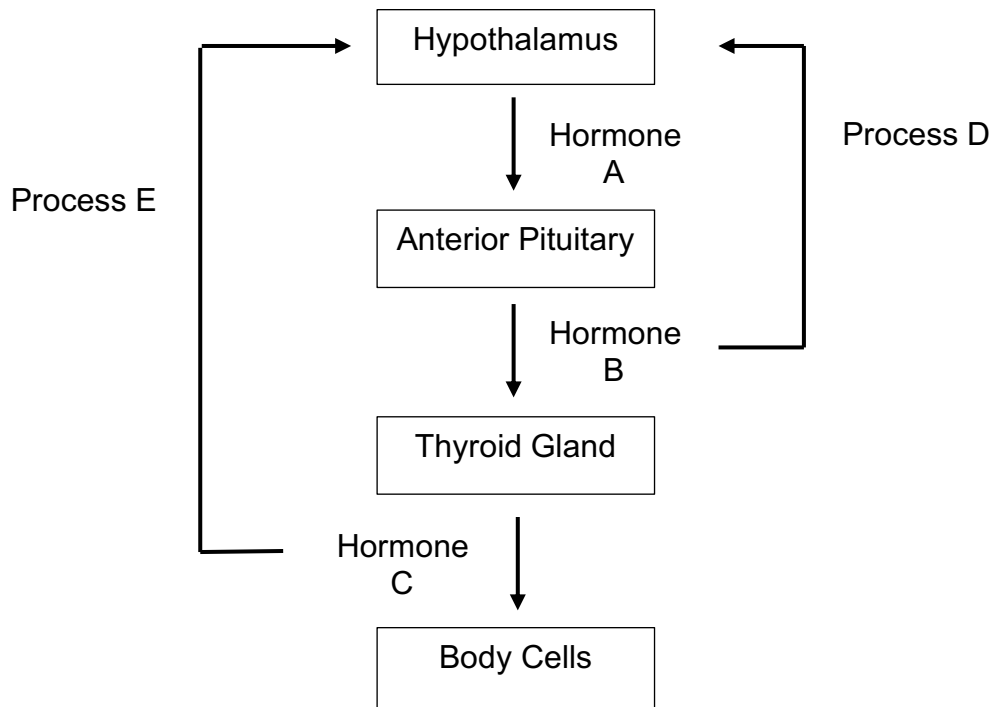 Hypothalamus
Hormone
A
Process D
Process E
Anterior Pituitary
Hormone
B
Thyroid Gland
Hormone
C
Body Cells